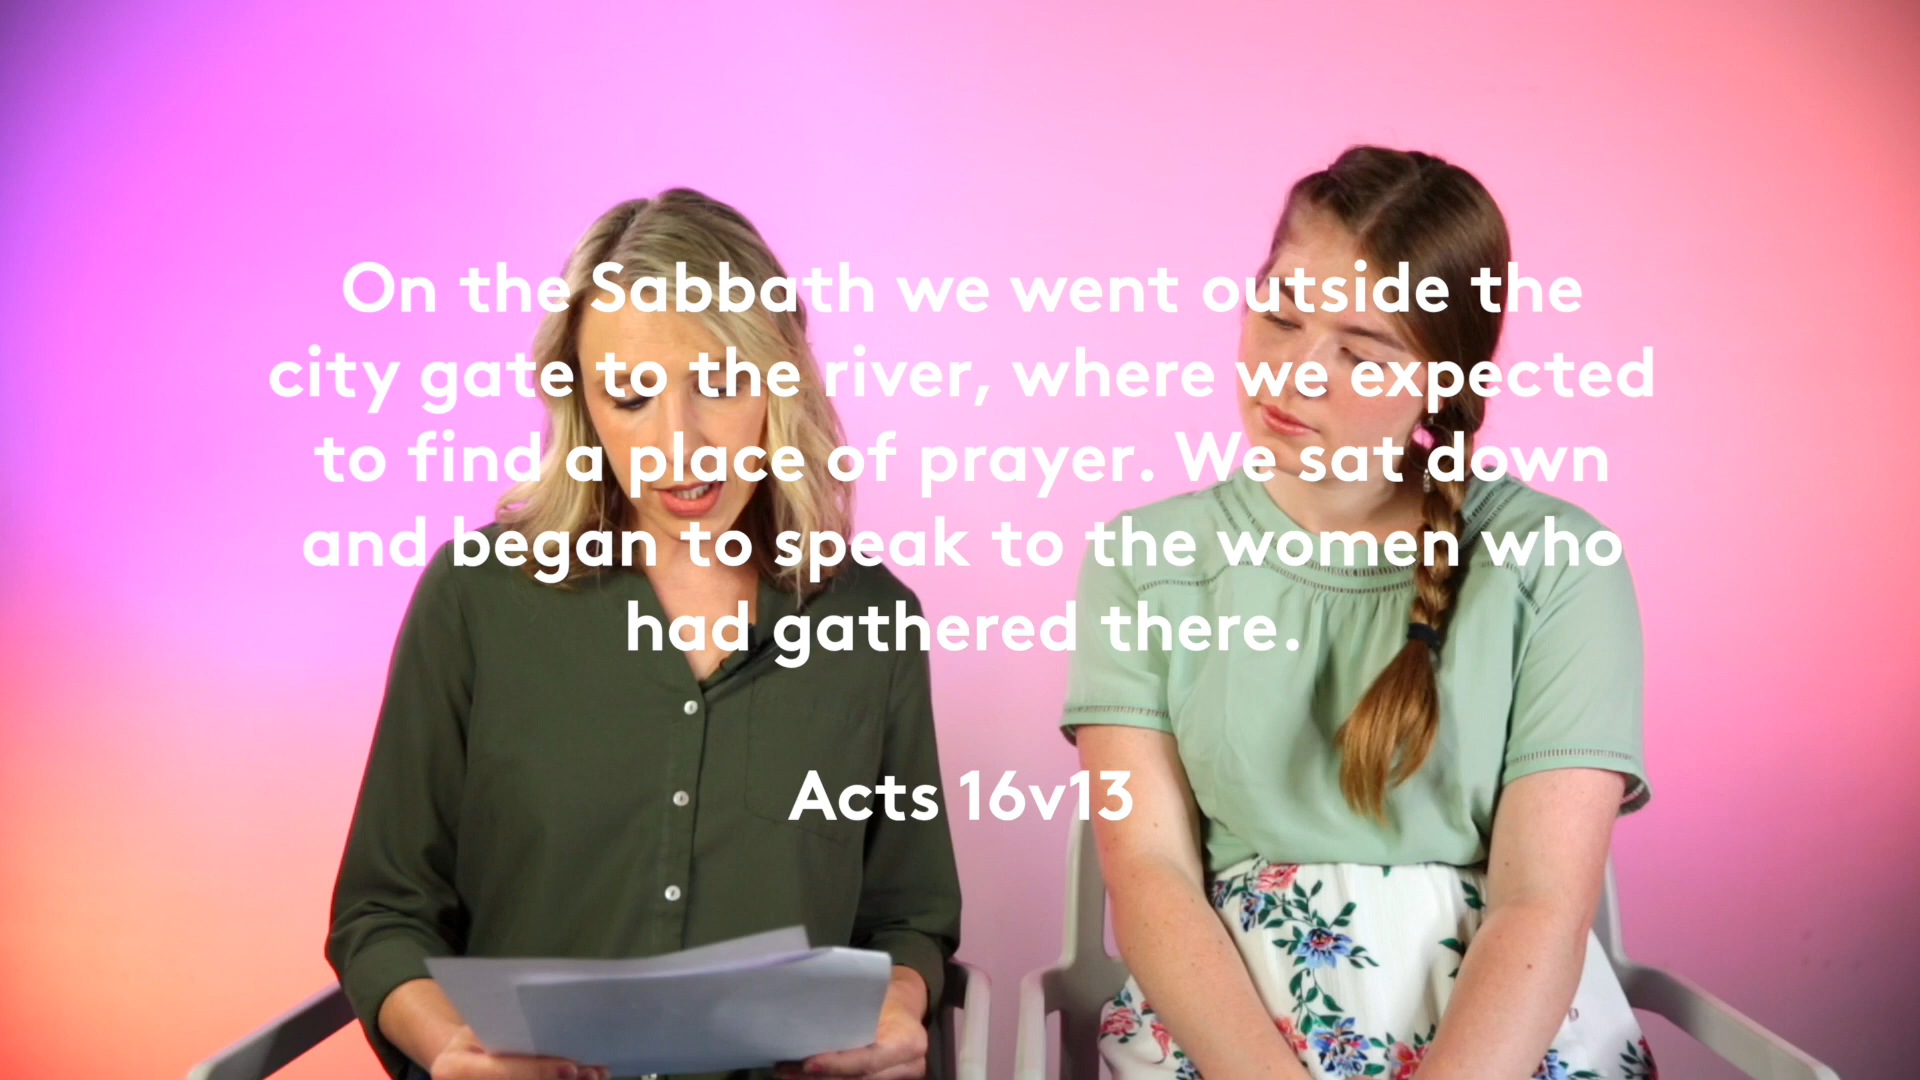 On the Sabbath we went outside the
city gate to the river, where we expected
to find a place of prayer. We sat down
and began to speak to the women who
had gathered there.
Acts 16v13